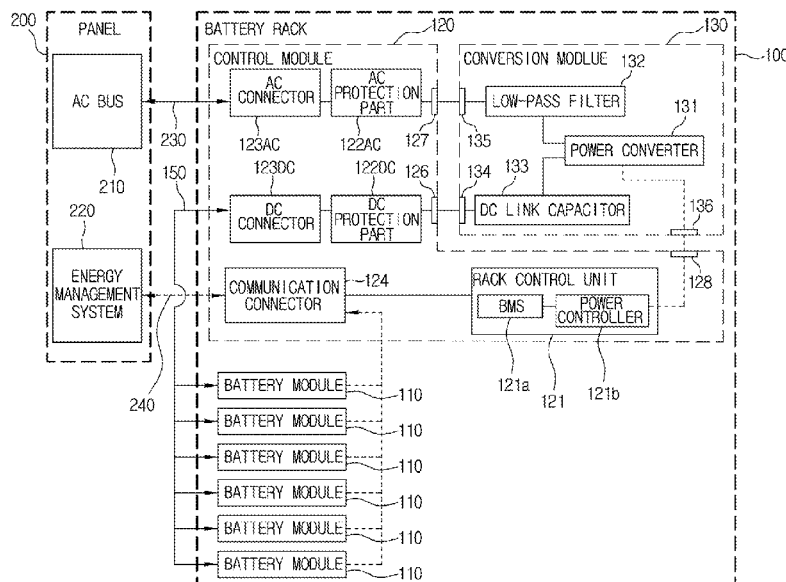 200
PANEL
BATTERY RACK
120
130
100
CONTROL MODULE
CONVERSION MODLUE
132
AC BUS
AC
CONNECTOR
AC
PROTECTION
PART
LOW-PASS FILTER
131
230
123AC
122AC
127
135
POWER CONVERTER
210
150
123DC
122DC
126
134
133
DC
CONNECTOR
DC
PROTECTION
PART
DC LINK CAPACITOR
136
220
128
ENERGY
MANAGEMENT
SYSTEM
COMMUNICATION
CONNECTOR
124
RACK CONTROL UNIT
BMS
POWER
CONTROLLER
240
121a
121
121b
BATTERY MODULE
110
BATTERY MODULE
110
BATTERY MODULE
110
BATTERY MODULE
110
BATTERY MODULE
110
BATTERY MODULE
110